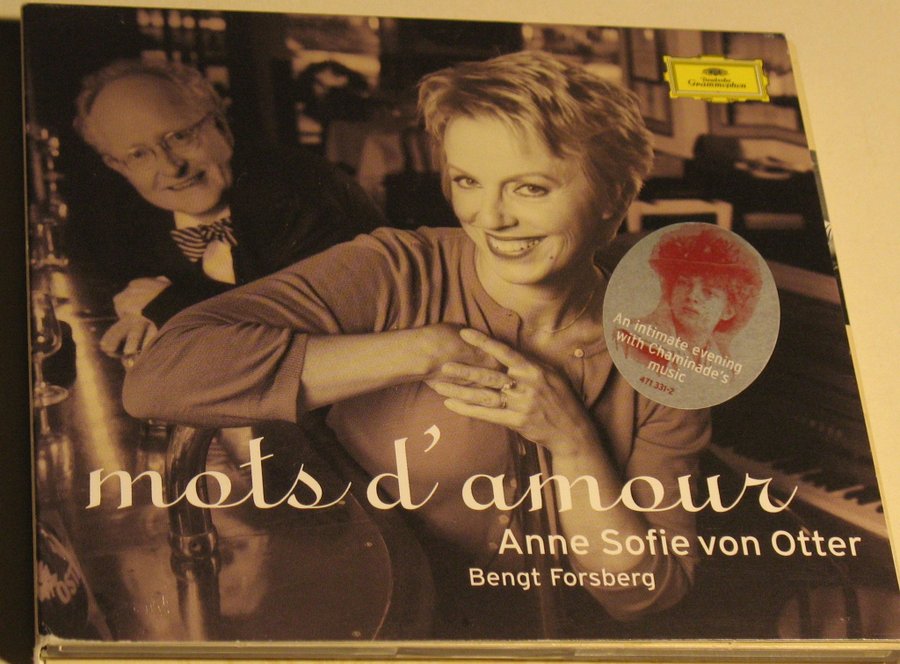 Deutsche
Grammophon
An intimate evening
with Chaminade's
music
471 331-2
mots d'amour
Anne Sofie von Otter
Bengt Forsberg